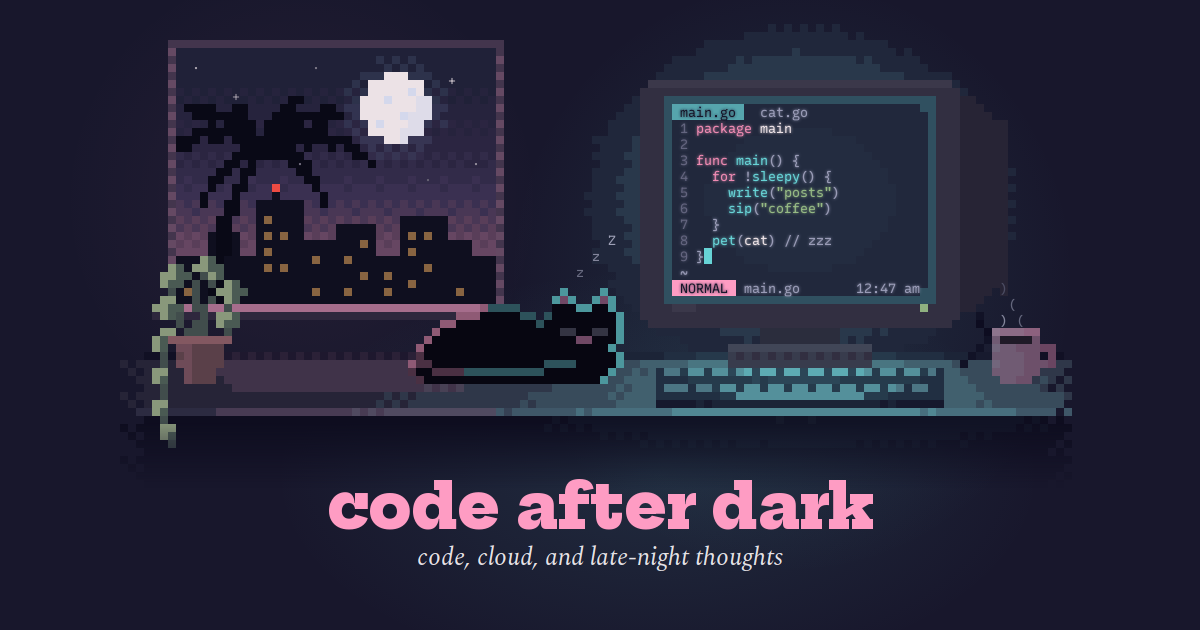 main.go cat.go
1 package main
2
3 func main() {
4   for !sleepy() {
5     write("posts")
6     sip("coffee")
7   }
8   pet(cat) // zzz
9 }
~
NORMAL main.go 12:47 am
Z
z
z
code after dark
code, cloud, and late-night thoughts